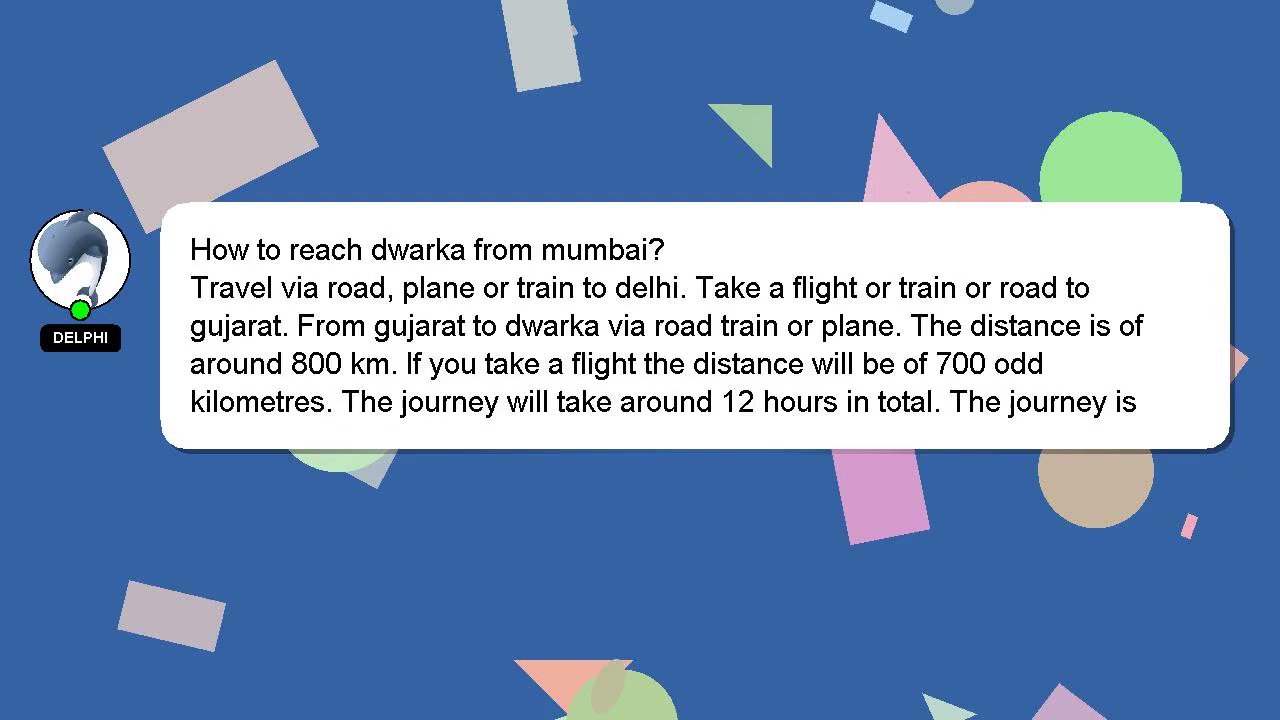 How to reach dwarka from mumbai?
Travel via road, plane or train to delhi. Take a flight or train or road to
gujarat. From gujarat to dwarka via road train or plane. The distance is of
around 800 km. If you take a flight the distance will be of 700 odd
kilometres. The journey will take around 12 hours in total. The journey is
DELPHI